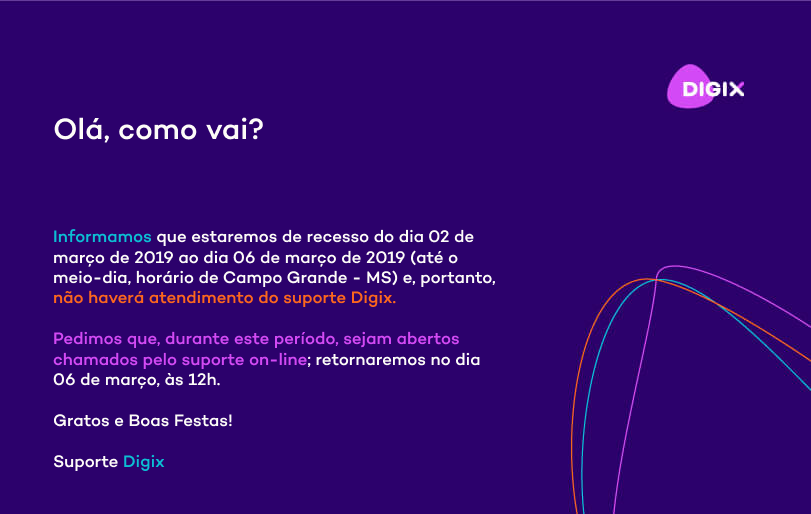 DIGIX
Olá, como vai?
Informamos que estaremos de recesso do dia 02 de
março de 2019 ao dia 06 de março de 2019 (até o
meio-dia, horário de Campo Grande - MS) e, portanto,
não haverá atendimento do suporte Digix.
Pedimos que, durante este período, sejam abertos
chamados pelo suporte on-line; retornaremos no dia
06 de março, às 12h.
Gratos e Boas Festas!
Suporte Digix